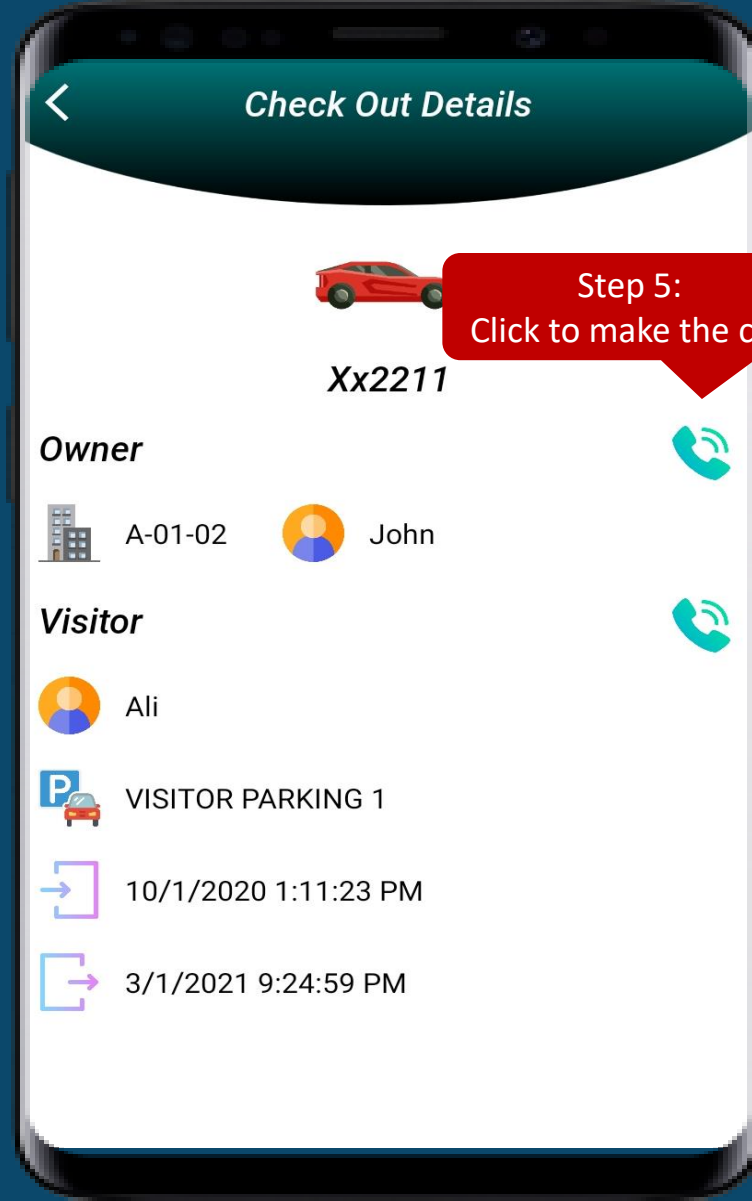 Check Out Details
Step 5:
Click to make the
Xx2211
Owner
A-01-02 John
Visitor
Ali
P
VISITOR PARKING 1
10/1/2020 1:11:23 PM
3/1/2021 9:24:59 PM